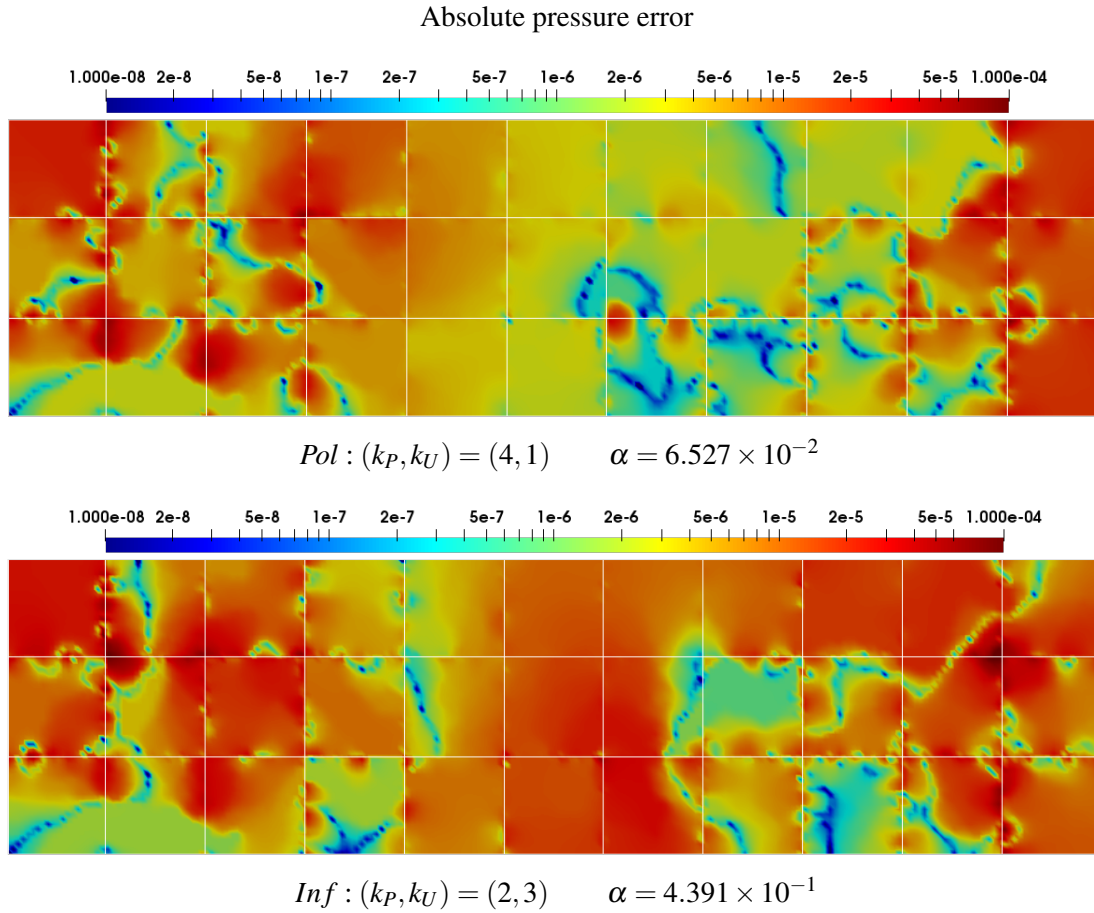 Absolute pressure error
1.000e-08 2e-8 5e-8 1e-7 2e-7 5e-7 1e-6 2e-6 5e-6 1e-5 2e-5 5e-5 1.000e-04
Pol : (k_P, k_U) = (4, 1) α = 6.527 × 10⁻²
1.000e-08 2e-8 5e-8 1e-7 2e-7 5e-7 1e-6 2e-6 5e-6 1e-5 2e-5 5e-5 1.000e-04
Inf : (k_P, k_U) = (2, 3) α = 4.391 × 10⁻¹